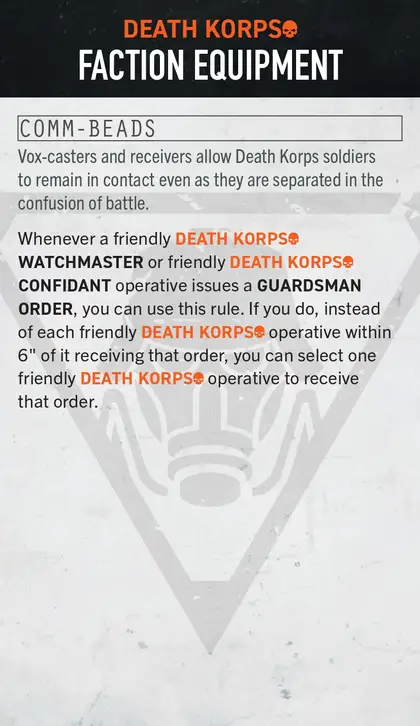 DEATH KORPS
FACTION EQUIPMENT
COMM-BEADS
Vox-casters and receivers allow Death Korps soldiers
to remain in contact even as they are separated in the
confusion of battle.
Whenever a friendly DEATH KORPS
WATCHMASTER or friendly DEATH KORPS
CONFIDANT operative issues a GUARDSMAN
ORDER, you can use this rule. If you do, instead
of each friendly DEATH KORPS operative within
6" of it receiving that order, you can select one
friendly DEATH KORPS operative to receive
that order.